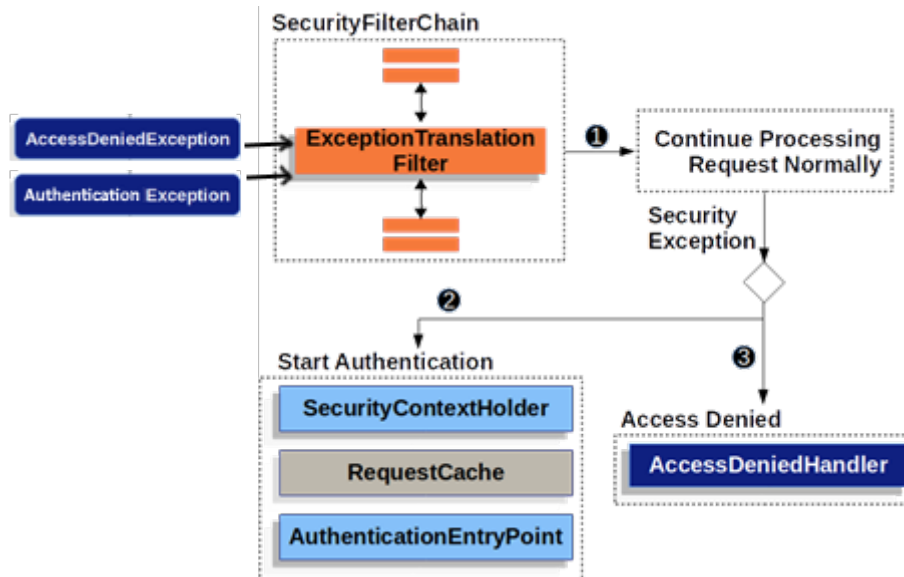 SecurityFilterChain
AccessDeniedException
Authentication Exception
ExceptionTranslation
Filter
❶
Continue Processing
Request Normally
Security
Exception
❷
❸
Start Authentication
SecurityContextHolder
RequestCache
AuthenticationEntryPoint
Access Denied
AccessDeniedHandler